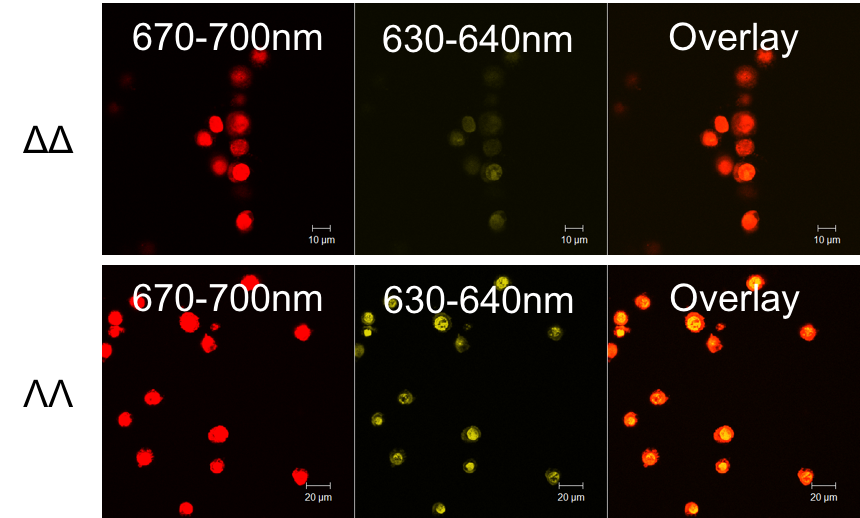 670-700nm 630-640nm Overlay
ΔΔ
10 µm 10 µm 10 µm
670-700nm 630-640nm Overlay
ΛΛ
20 µm 20 µm 20 µm